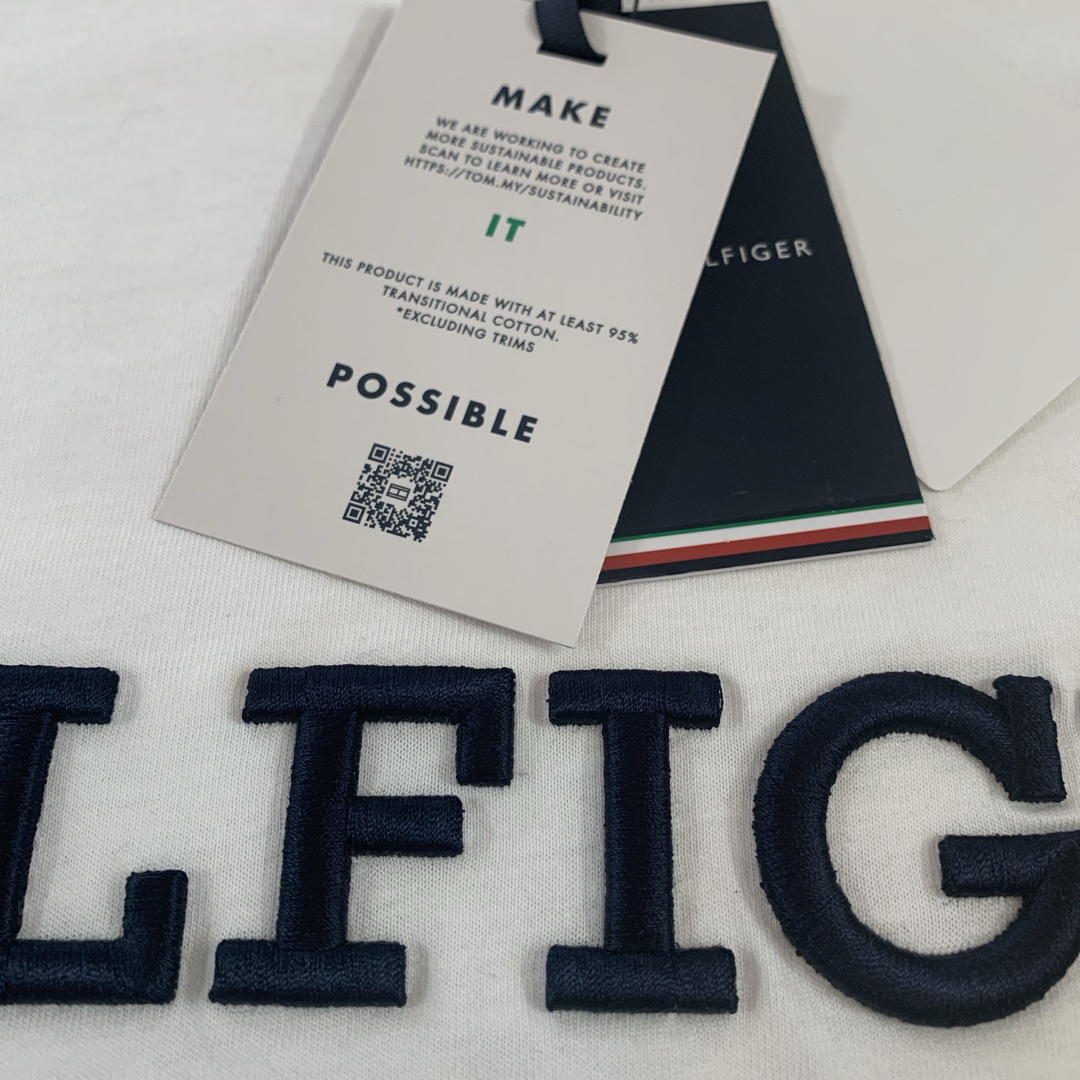 MAKE
WE ARE WORKING TO CREATE
MORE SUSTAINABLE PRODUCTS.
SCAN TO LEARN MORE OR VISIT
HTTPS://TOM.MY/SUSTAINABILITY
IT
THIS PRODUCT IS MADE WITH AT LEAST 95%
TRANSITIONAL COTTON.
*EXCLUDING TRIMS
POSSIBLE
LFIGER
LFIG